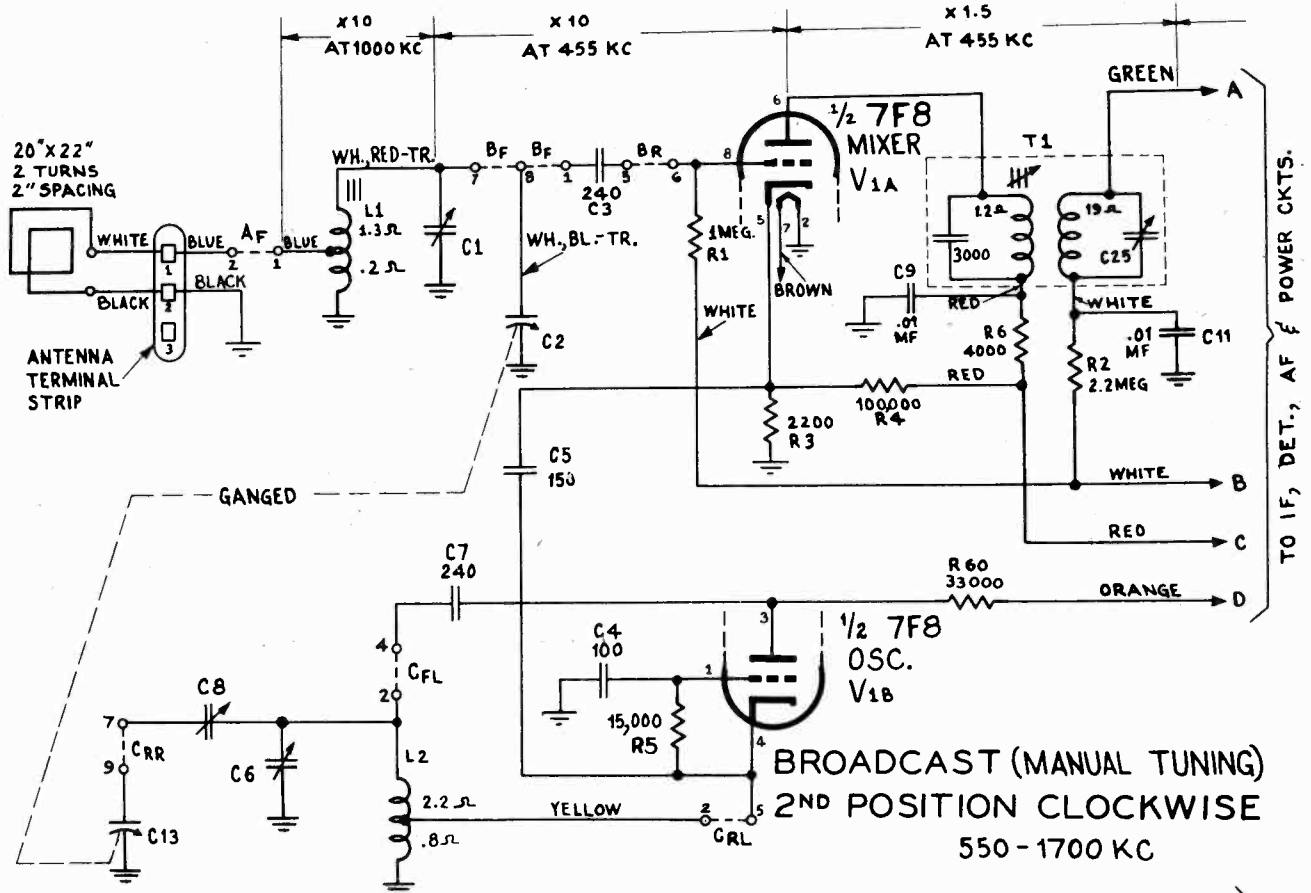 X10
AT 1000 KC
X10
AT 455 KC
X 1.5
AT 455 KC
GREEN
A
20"X22"
2 TURNS
2" SPACING
WHITE
BLUE
AF
BLUE
1
2
1
BLACK
BLACK
2
3
ANTENNA
TERMINAL
STRIP
L1
1.3Ω
.2Ω
WH., RED-TR.
C1
BF
BF
BR
7
8
1
5
6
240
C3
WH., BL.-TR.
C2
1 MEG.
R1
WHITE
6
8
5
7
2
BROWN
1/2 7F8
MIXER
V1A
T1
12Ω
3000
19Ω
C25
C9
.01
MF
RED
WHITE
R6
4000
.01
MF
C11
R2
2.2MEG
RED
100,000
R4
2200
R3
C5
150
GANGED
WHITE
B
RED
C
ORANGE
D
TO IF, DET., AF & POWER CKTS.
C7
240
R60
33000
4
CFL
2
C4
100
3
1
4
1/2 7F8
OSC.
V1B
15,000
R5
C8
7
CRR
9
C6
L2
2.2Ω
.8Ω
YELLOW
2
5
CRL
C13
BROADCAST (MANUAL TUNING)
2ND POSITION CLOCKWISE
550-1700 KC